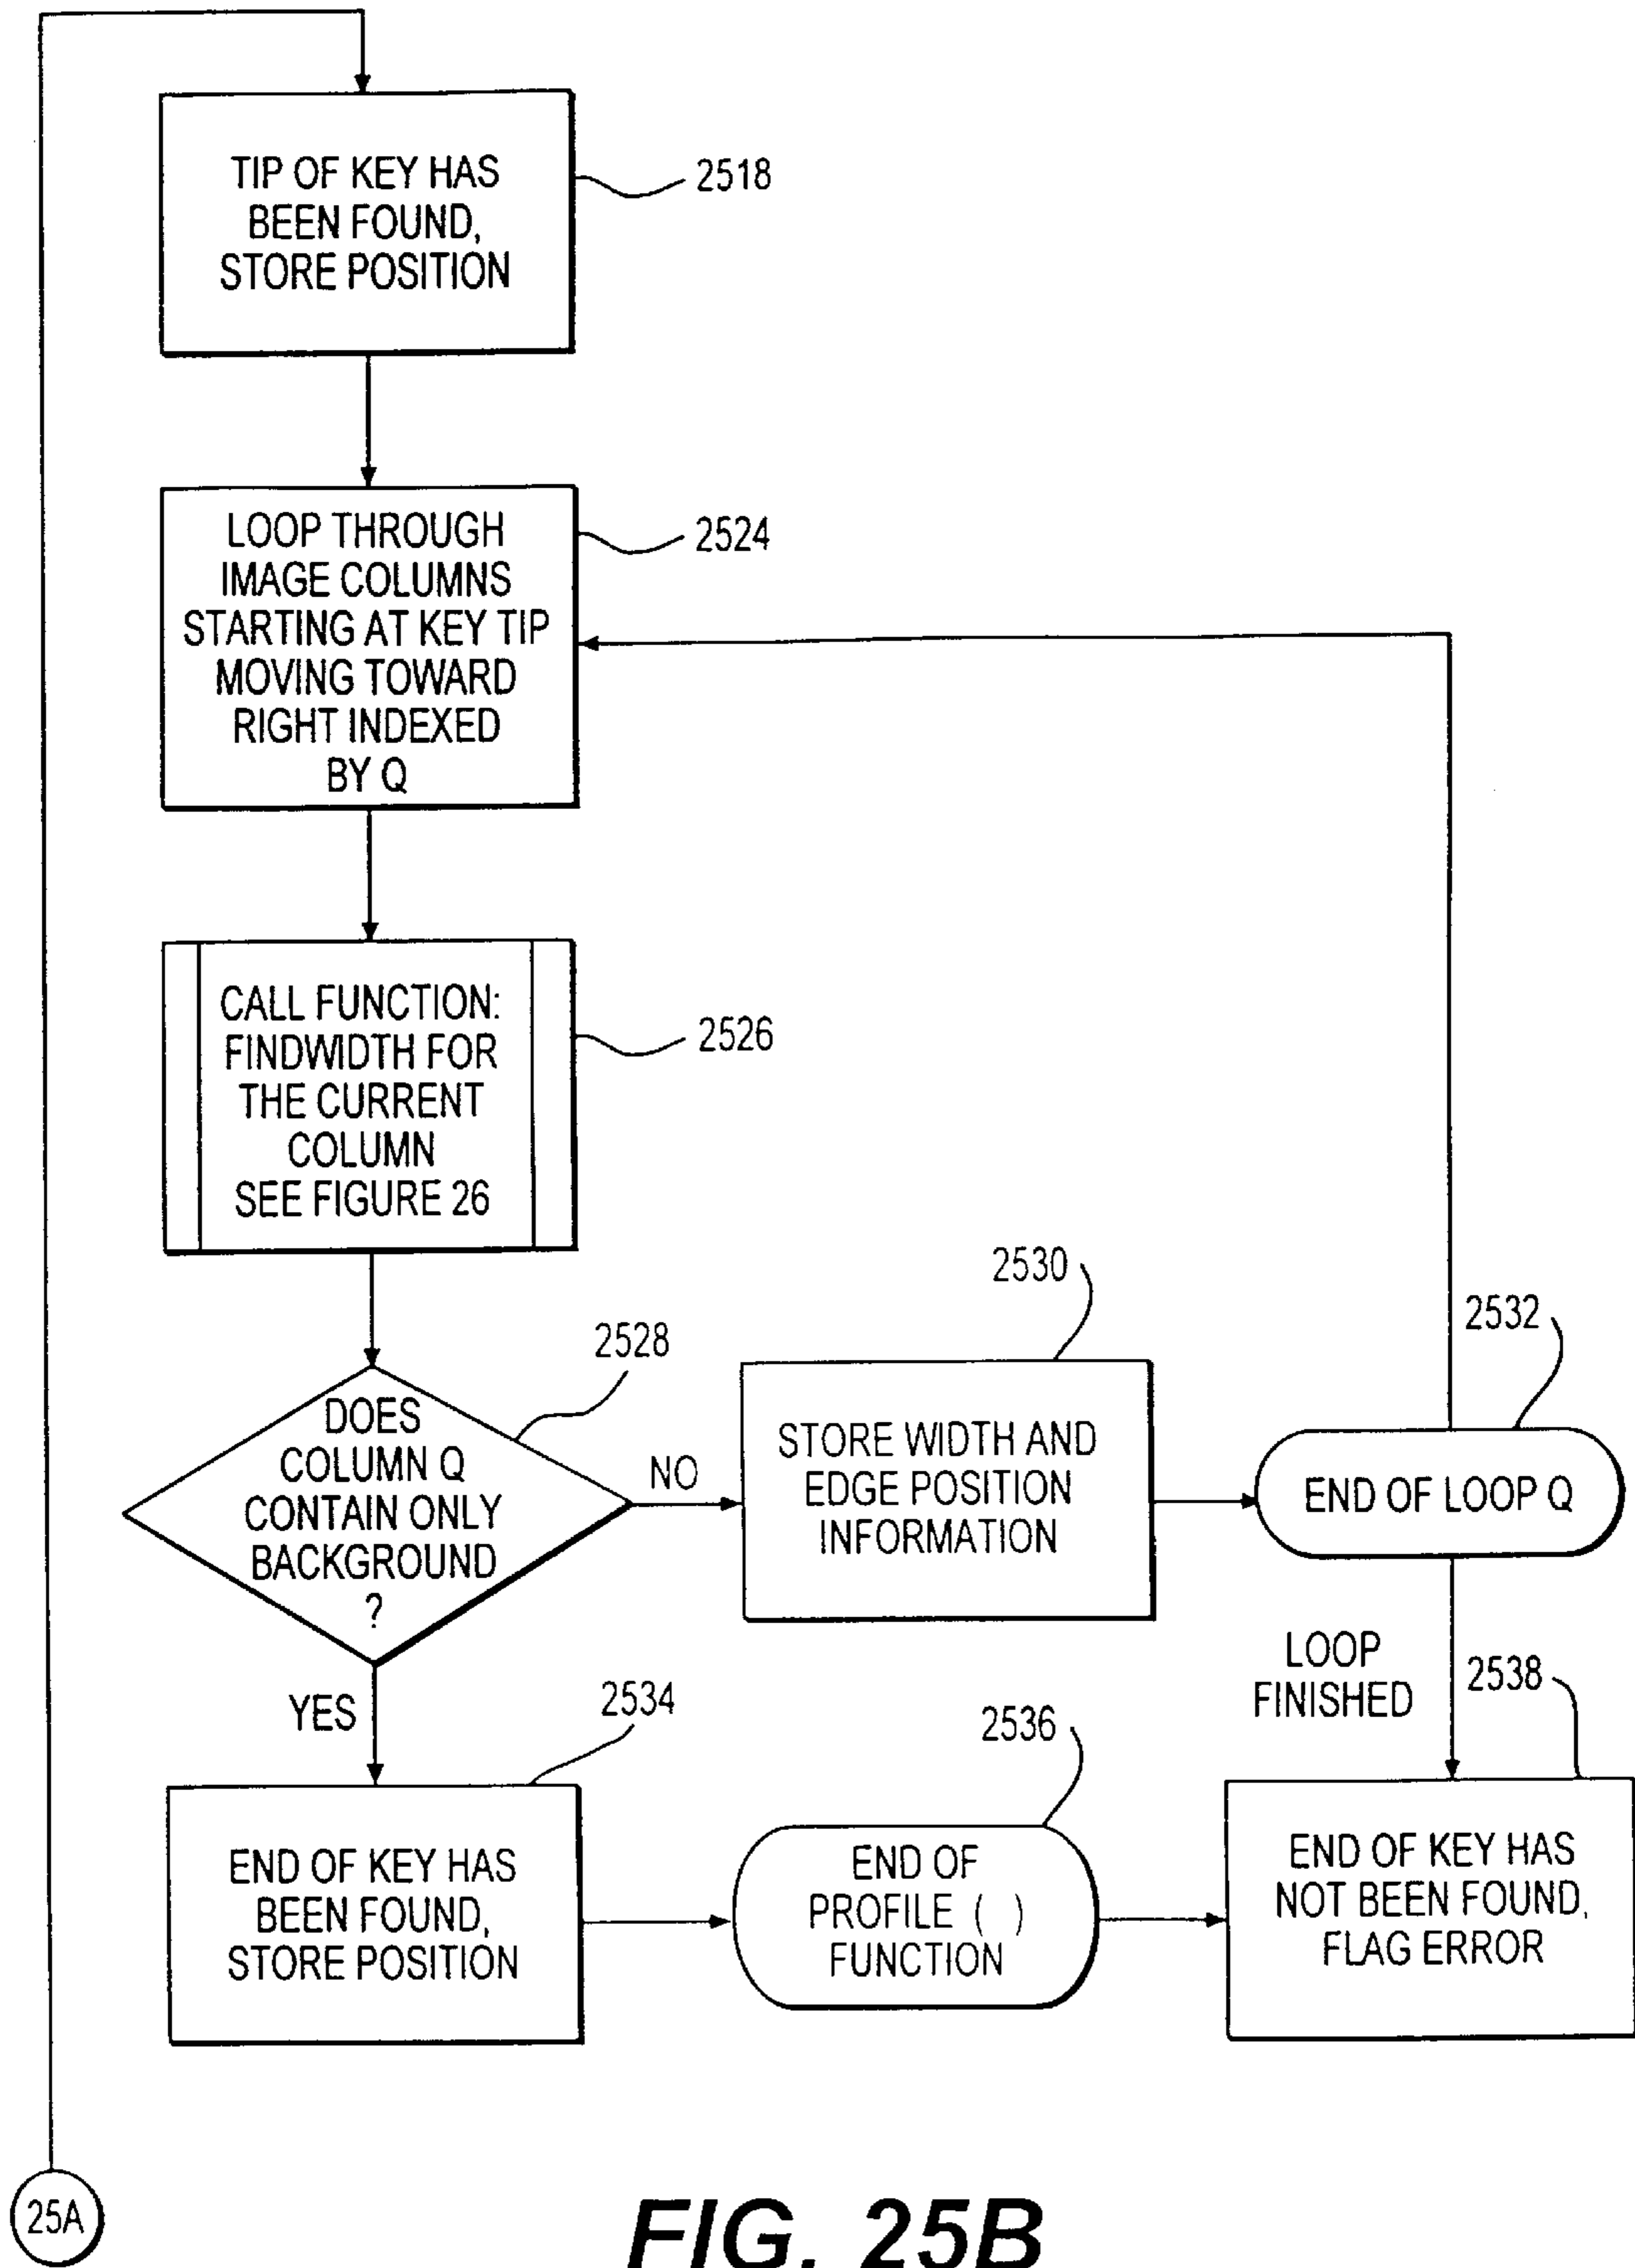 TIP OF KEY HAS
BEEN FOUND,
STORE POSITION
2518
LOOP THROUGH
IMAGE COLUMNS
STARTING AT KEY TIP
MOVING TOWARD
RIGHT INDEXED
BY Q
2524
CALL FUNCTION:
FINDWIDTH FOR
THE CURRENT
COLUMN
SEE FIGURE 26
2526
DOES
COLUMN Q
CONTAIN ONLY
BACKGROUND
?
2528
NO
STORE WIDTH AND
EDGE POSITION
INFORMATION
2530
END OF LOOP Q
2532
YES
LOOP
FINISHED
END OF KEY HAS
BEEN FOUND,
STORE POSITION
2534
END OF
PROFILE ( )
FUNCTION
2536
END OF KEY HAS
NOT BEEN FOUND,
FLAG ERROR
2538
25A
FIG. 25B